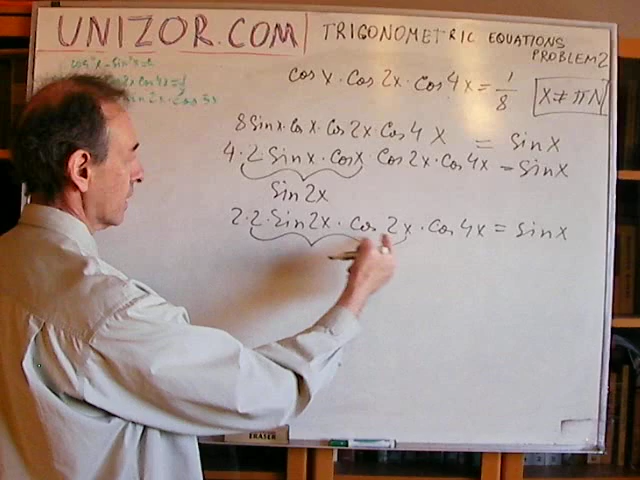 UNIZOR.COM
TRIGONOMETRIC EQUATIONS
PROBLEM 2
cos x · cos 2x · cos 4x = 1/8
x ≠ πN
8 sin x · cos x · cos 2x · cos 4x = sin x
4 · 2 · sin x · cos x · cos 2x · cos 4x = sin x
sin 2x
2 · 2 · sin 2x · cos 2x · cos 4x = sin x
ERASER